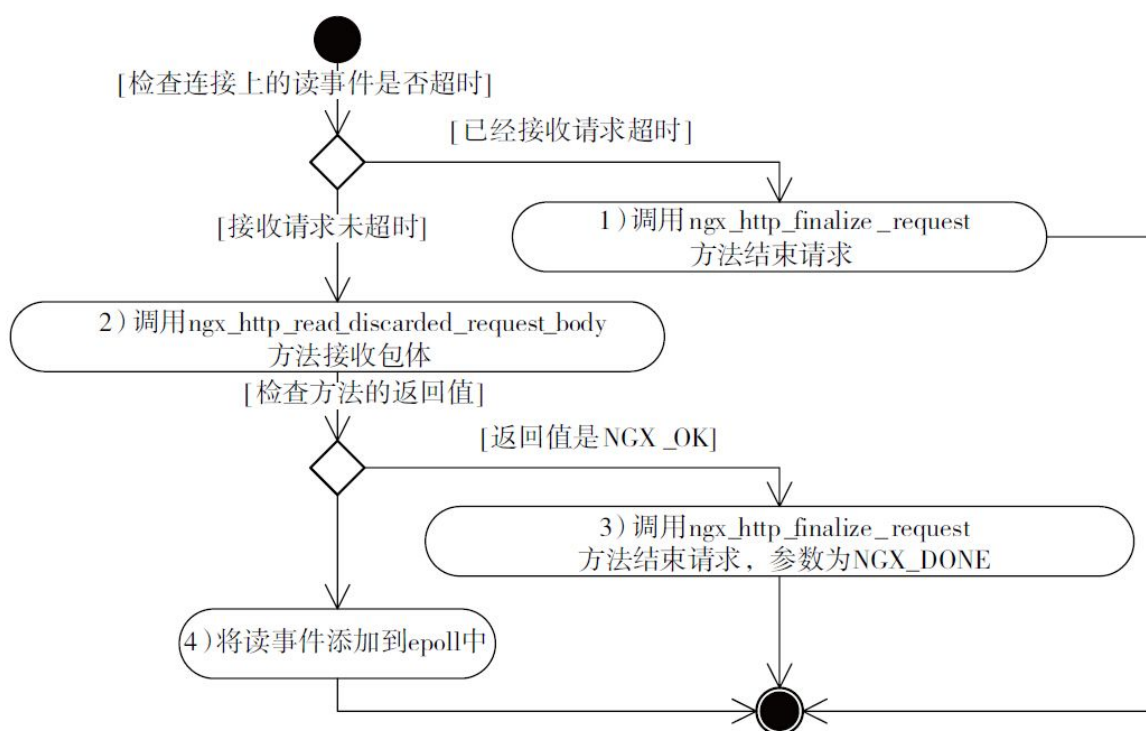 [检查连接上的读事件是否超时]
[已经接收请求超时]
[接收请求未超时]
1)调用ngx_http_finalize_request
方法结束请求
2)调用ngx_http_read_discarded_request_body
方法接收包体
[检查方法的返回值]
[返回值是NGX_OK]
3)调用ngx_http_finalize_request
方法结束请求，参数为NGX_DONE
4)将读事件添加到epoll中